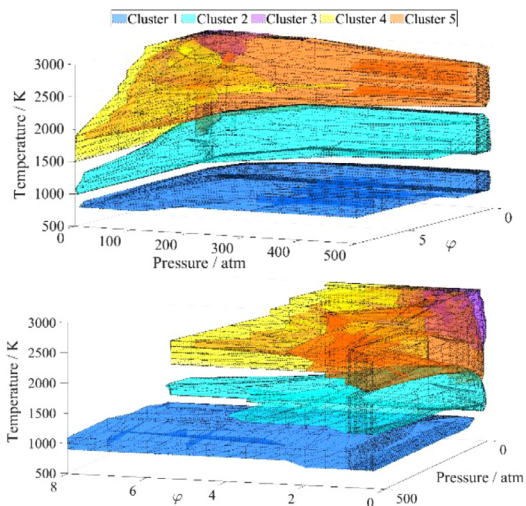 Cluster 1 Cluster 2 Cluster 3 Cluster 4 Cluster 5
3000
2500
2000
1500
1000
500
Temperature / K
0 100 200 300 400 500
Pressure / atm
5 0
φ
3000
2500
2000
1500
1000
500
Temperature / K
8 6 4 2 0
φ
500 0
Pressure / atm